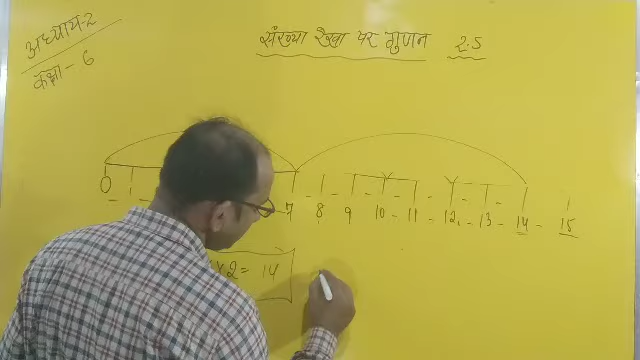 अध्याय-2
कक्षा - 6
संख्या रेखा पर गुणन 2.5
0 7 8 9 10 11 12 13 14 15
x 2 = 14